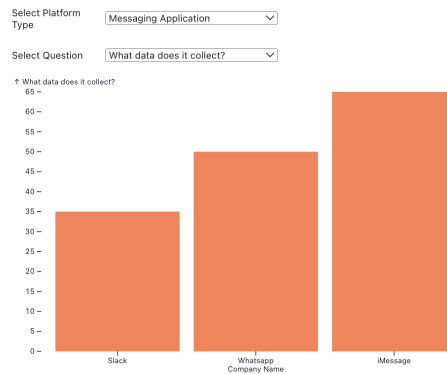 Select Platform
Type
Messaging Application
Select Question
What data does it collect?
↑ What data does it collect?
65
60
55
50
45
40
35
30
25
20
15
10
5
0
Slack
Whatsapp
iMessage
Company Name